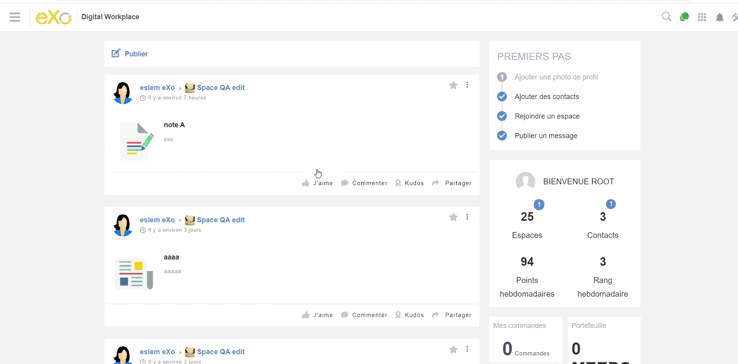 eXo
Digital Workplace
Publier
eslem eXo › Space QA edit
Il y a environ 7 heures
note A
sss
J'aime Commenter Kudos Partager
eslem eXo › Space QA edit
Il y a environ 3 jours
aaaa
aaaaa
J'aime Commenter Kudos Partager
eslem eXo › Space QA edit
Il y a environ 3 jours
PREMIERS PAS
1 Ajouter une photo de profil
Ajouter des contacts
Rejoindre un espace
Publier un message
BIENVENUE ROOT
1 1
25 3
Espaces Contacts
94 3
Points Rang
hebdomadaires hebdomadaire
Mes commandes Portefeuille
0 Commandes 0